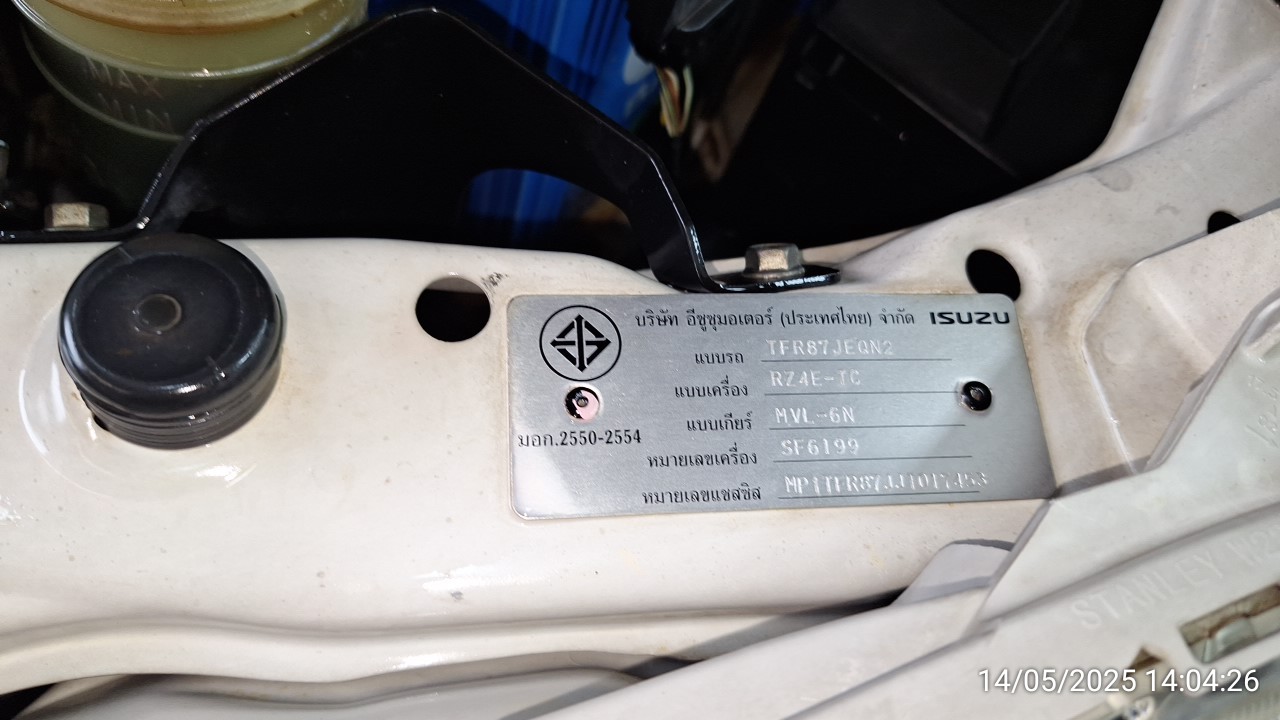 MAX
MIN
บริษัท อีซูซุมอเตอร์ (ประเทศไทย) จำกัด ISUZU
แบบรถ TFR87JEQN2
แบบเครื่อง RZ4E-TC
แบบเกียร์ MVL-6N
มอก.2550-2554
หมายเลขเครื่อง SF6199
หมายเลขแชสซิส MP1TFR87JJ1017453
STANLEY
14/05/2025 14:04:26